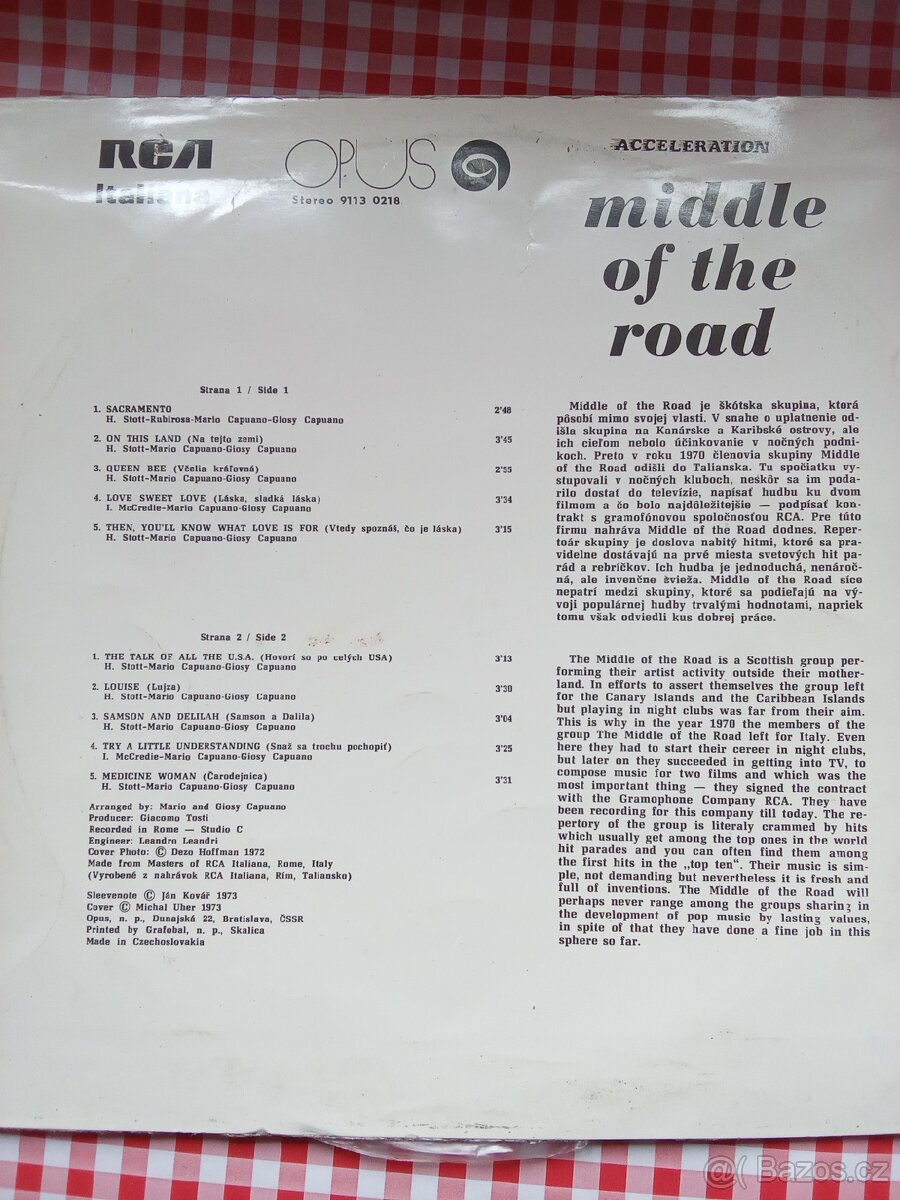 RCA
Italiana
OPUS
Stereo 9113 0218
ACCELERATION
middle
of the
road
Strana 1 / Side 1
1. SACRAMENTO 2'48
H. Stott-Rubirosa-Mario Capuano-Giosy Capuano
2. ON THIS LAND (Na tejto zemi) 3'45
H. Stott-Mario Capuano-Giosy Capuano
3. QUEEN BEE (Včelia kráľovná) 2'55
H. Stott-Mario Capuano-Giosy Capuano
4. LOVE SWEET LOVE (Láska, sladká láska) 3'34
I. McCredie-Mario Capuano-Giosy Capuano
5. THEN, YOU'LL KNOW WHAT LOVE IS FOR (Vtedy spoznáš, čo je láska) 3'15
H. Stott-Mario Capuano-Giosy Capuano
Strana 2 / Side 2
1. THE TALK OF ALL THE U.S.A. (Hovorí so po celých USA) 3'13
H. Stott-Mario Capuano-Giosy Capuano
2. LOUISE (Lujza) 3'30
H. Stott-Mario Capuano-Giosy Capuano
3. SAMSON AND DELILAH (Samson a Dalila) 3'04
H. Stott-Mario Capuano-Giosy Capuano
4. TRY A LITTLE UNDERSTANDING (Snaž sa trochu pochopiť) 3'25
I. McCredie-Mario Capuano-Giosy Capuano
5. MEDICINE WOMAN (Čarodejnica) 3'31
H. Stott-Mario Capuano-Giosy Capuano
Arranged by: Mario and Giosy Capuano
Producer: Giacomo Tosti
Recorded in Rome — Studio C
Engineer: Leandro Leandri
Cover Photo: © Dezo Hoffman 1972
Made from Masters of RCA Italiana, Rome, Italy
(Vyrobené z nahrávok RCA Italiana, Rím, Taliansko)
Sleevenote © Ján Kovář 1973
Cover © Michal Uher 1973
Opus, n. p., Dunajská 22, Bratislava, ČSSR
Printed by Grafobal, n. p., Skalica
Made in Czechoslovakia
Middle of the Road je škótska skupina, ktorá
pôsobí mimo svojej vlasti. V snahe o uplatnenie od-
išla skupina na Kanárske a Karibské ostrovy, ale
ich cieľom nebolo účinkovanie v nočných podni-
koch. Preto v roku 1970 členovia skupiny Middle
of the Road odišli do Talianska. Tu spočiatku vy-
stupovali v nočných kluboch, neskôr sa im poda-
rilo dostať do televízie, napísať hudbu ku dvom
filmom a čo bolo najdôležitejšie — podpísať kon-
trakt s gramofónovou spoločnosťou RCA. Pre túto
firmu nahráva Middle of the Road dodnes. Reper-
toár skupiny je doslova nabitý hitmi, ktoré sa pra-
videlne dostávajú na prvé miesta svetových hit pa-
rád a rebríčkov. Ich hudba je jednoduchá, nenároč-
ná, ale invenčne svieža. Middle of the Road síce
nepatrí medzi skupiny, ktoré sa podieľajú na vý-
voji populárnej hudby trvalými hodnotami, napriek
tomu však odviedli kus dobrej práce.
The Middle of the Road is a Scottish group per-
forming their artist activity outside their mother-
land. In efforts to assert themselves the group left
for the Canary Islands and the Caribbean Islands
but playing in night clubs was far from their aim.
This is why in the year 1970 the members of the
group The Middle of the Road left for Italy. Even
here they had to start their cereer in night clubs,
but later on they succeeded in getting into TV, to
compose music for two films and which was the
most important thing — they signed the contract
with the Gramophone Company RCA. They have
been recording for this company till today. The re-
pertory of the group is literaly crammed by hits
which usually get among the top ones in the world
hit parades and you can often find them among
the first hits in the „top ten“. Their music is sim-
ple, not demanding but nevertheless it is fresh and
full of inventions. The Middle of the Road will
perhaps never range among the groups sharing in
the development of pop music by lasting values,
in spite of that they have done a fine job in this
sphere so far.
@( Bazos.cz